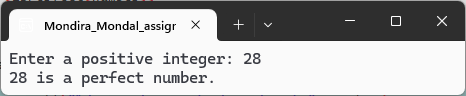 Mondira_Mondal_assigr
Enter a positive integer: 28
28 is a perfect number.